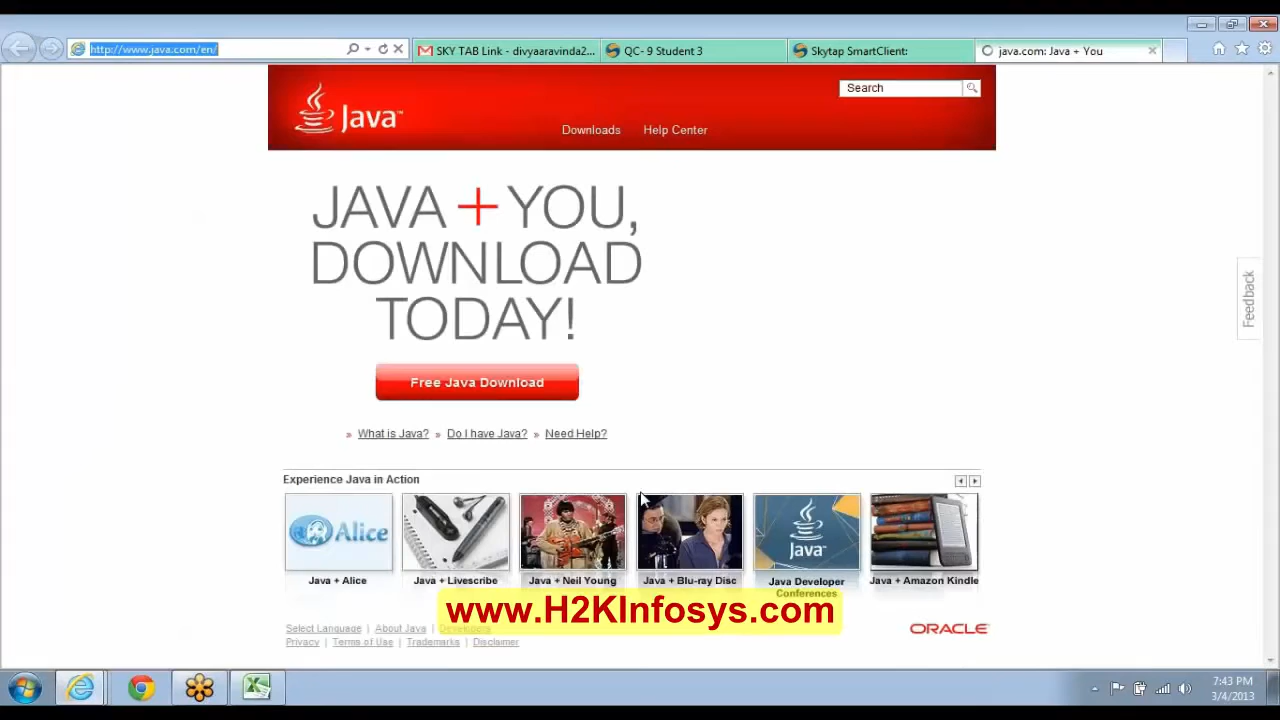 http://www.java.com/en/
SKY TAB Link - divyaaravinda2...
QC- 9 Student 3
Skytap SmartClient:
java.com: Java + You
Java™
Search
Downloads
Help Center
JAVA + YOU,
DOWNLOAD
TODAY!
Free Java Download
» What is Java? » Do I have Java? » Need Help?
Feedback
Experience Java in Action
Alice
Java™
Java + Alice
Java + Livescribe
Java + Neil Young
Java + Blu-ray Disc
Java Developer
Conferences
Java + Amazon Kindle
www.H2KInfosys.com
Select Language | About Java | Developers
Privacy | Terms of Use | Trademarks | Disclaimer
ORACLE
7:43 PM
3/4/2013